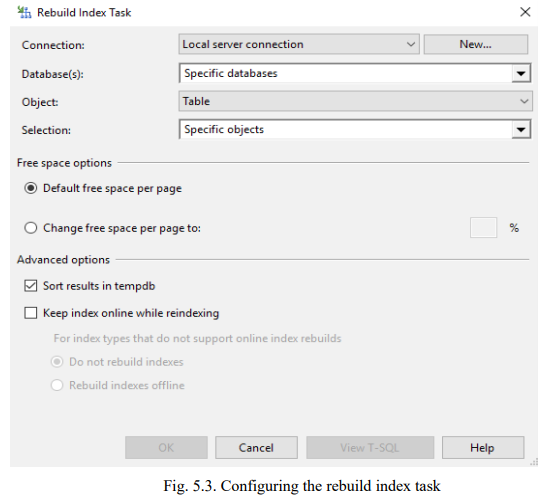 Rebuild Index Task
Connection: Local server connection New...
Database(s): Specific databases
Object: Table
Selection: Specific objects
Free space options
Default free space per page
Change free space per page to: %
Advanced options
Sort results in tempdb
Keep index online while reindexing
For index types that do not support online index rebuilds
Do not rebuild indexes
Rebuild indexes offline
OK Cancel View T-SQL Help
Fig. 5.3. Configuring the rebuild index task